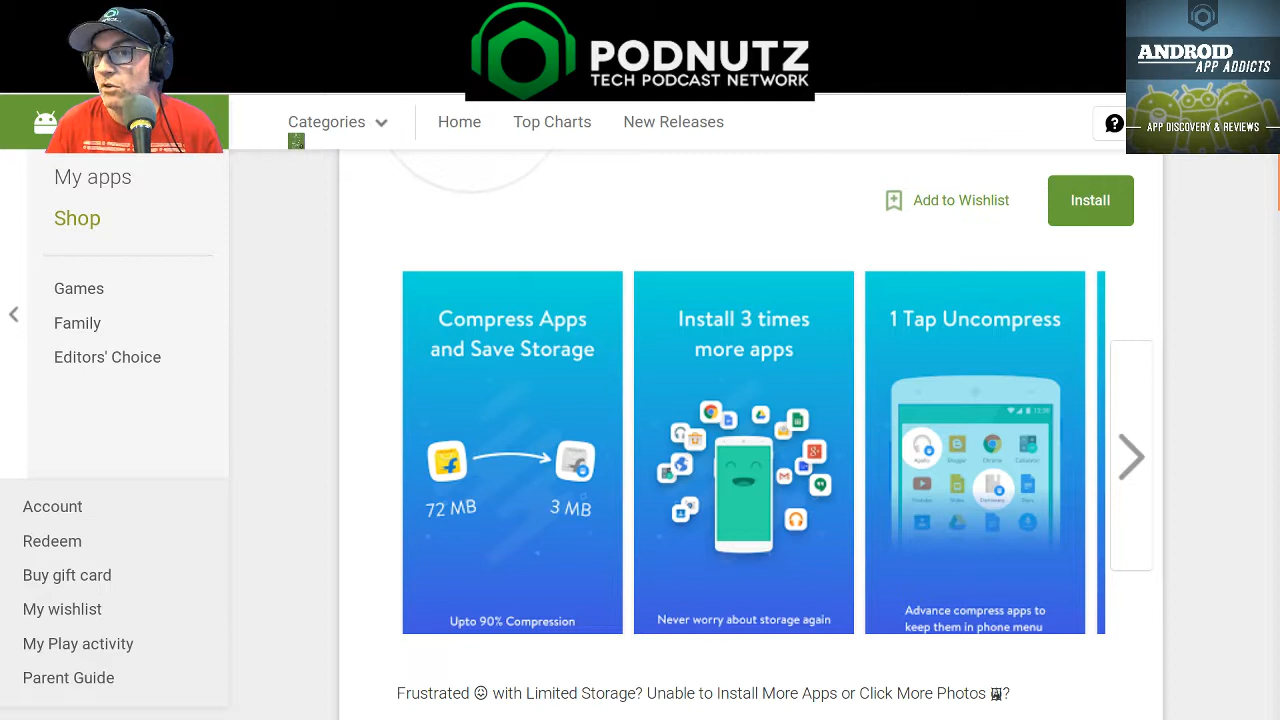 PODNUTZ
TECH PODCAST NETWORK
ANDROID
APP ADDICTS
APP DISCOVERY & REVIEWS
Categories
Home
Top Charts
New Releases
My apps
Shop
Games
Family
Editors' Choice
Account
Redeem
Buy gift card
My wishlist
My Play activity
Parent Guide
Add to Wishlist
Install
Compress Apps
and Save Storage
72 MB
3 MB
Upto 90% Compression
Install 3 times
more apps
Never worry about storage again
1 Tap Uncompress
Advance compress apps to
keep them in phone menu
Frustrated 😖 with Limited Storage? Unable to Install More Apps or Click More Photos ?